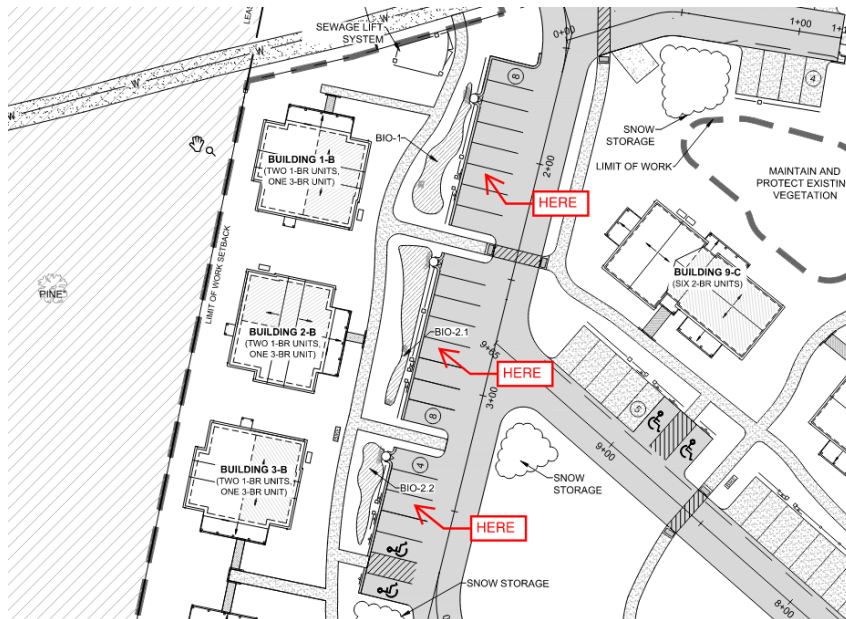 LEAS
W
W
W
SEWAGE LIFT
SYSTEM
0+00
1+00
8
4
BIO-1
SNOW
STORAGE
LIMIT OF WORK
MAINTAIN AND
PROTECT EXISTIN
VEGETATION
2+00
HERE
BUILDING 1-B
(TWO 1-BR UNITS,
ONE 3-BR UNIT)
LIMIT OF WORK SETBACK
PINE
BUILDING 9-C
(SIX 2-BR UNITS)
BUILDING 2-B
(TWO 1-BR UNITS,
ONE 3-BR UNIT)
BIO-2.1
9+65
HERE
3+00
8
5
9+00
BUILDING 3-B
(TWO 1-BR UNITS,
ONE 3-BR UNIT)
4
BIO-2.2
SNOW
STORAGE
HERE
SNOW STORAGE
8+00